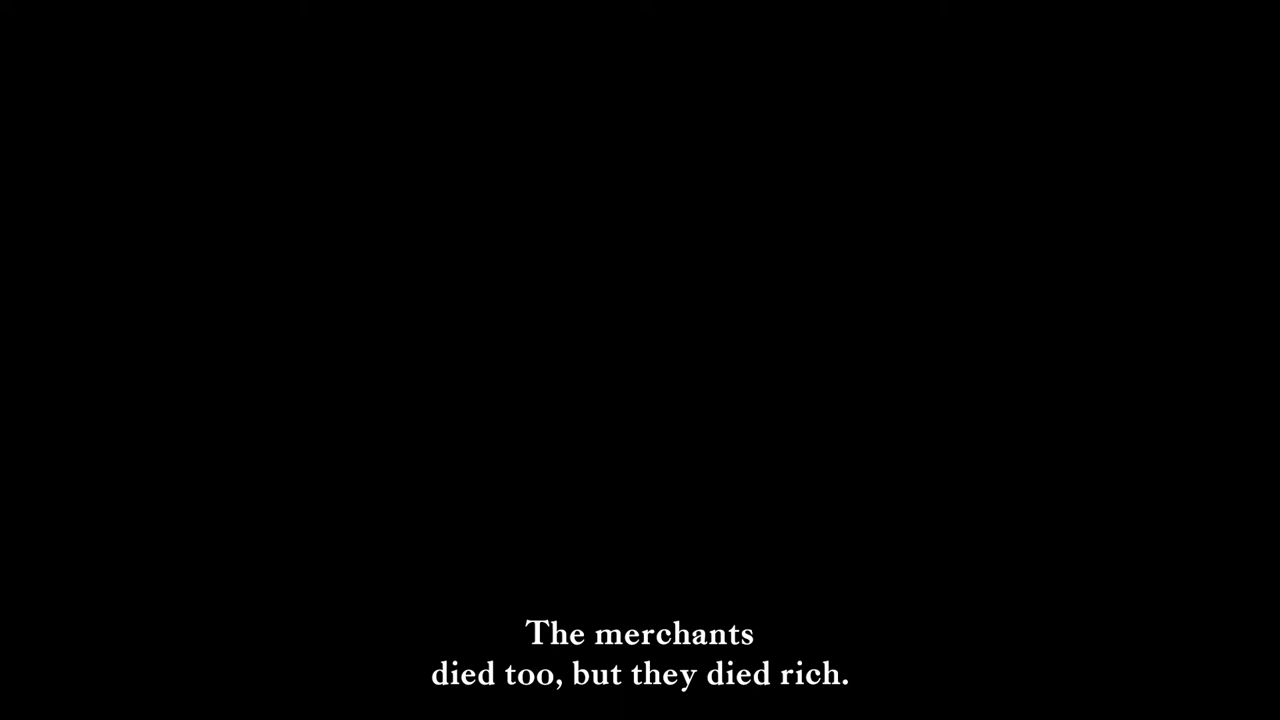 The merchants
died too, but they died rich.